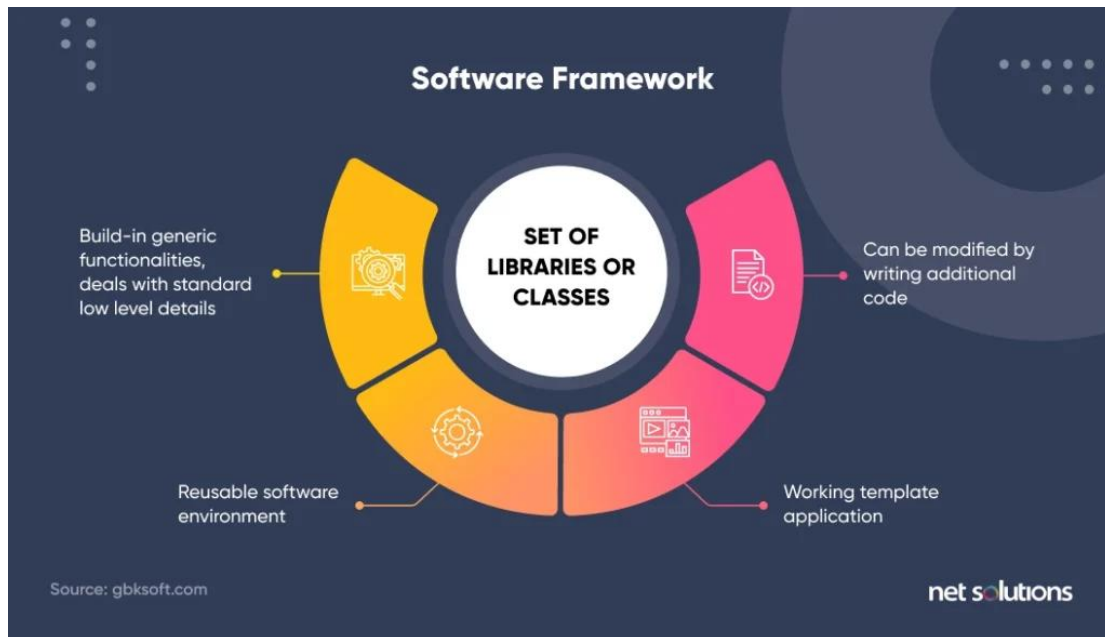 Software Framework
SET OF
LIBRARIES OR
CLASSES
Build-in generic
functionalities,
deals with standard
low level details
Can be modified by
writing additional
code
Reusable software
environment
Working template
application
Source: gbksoft.com
net solutions